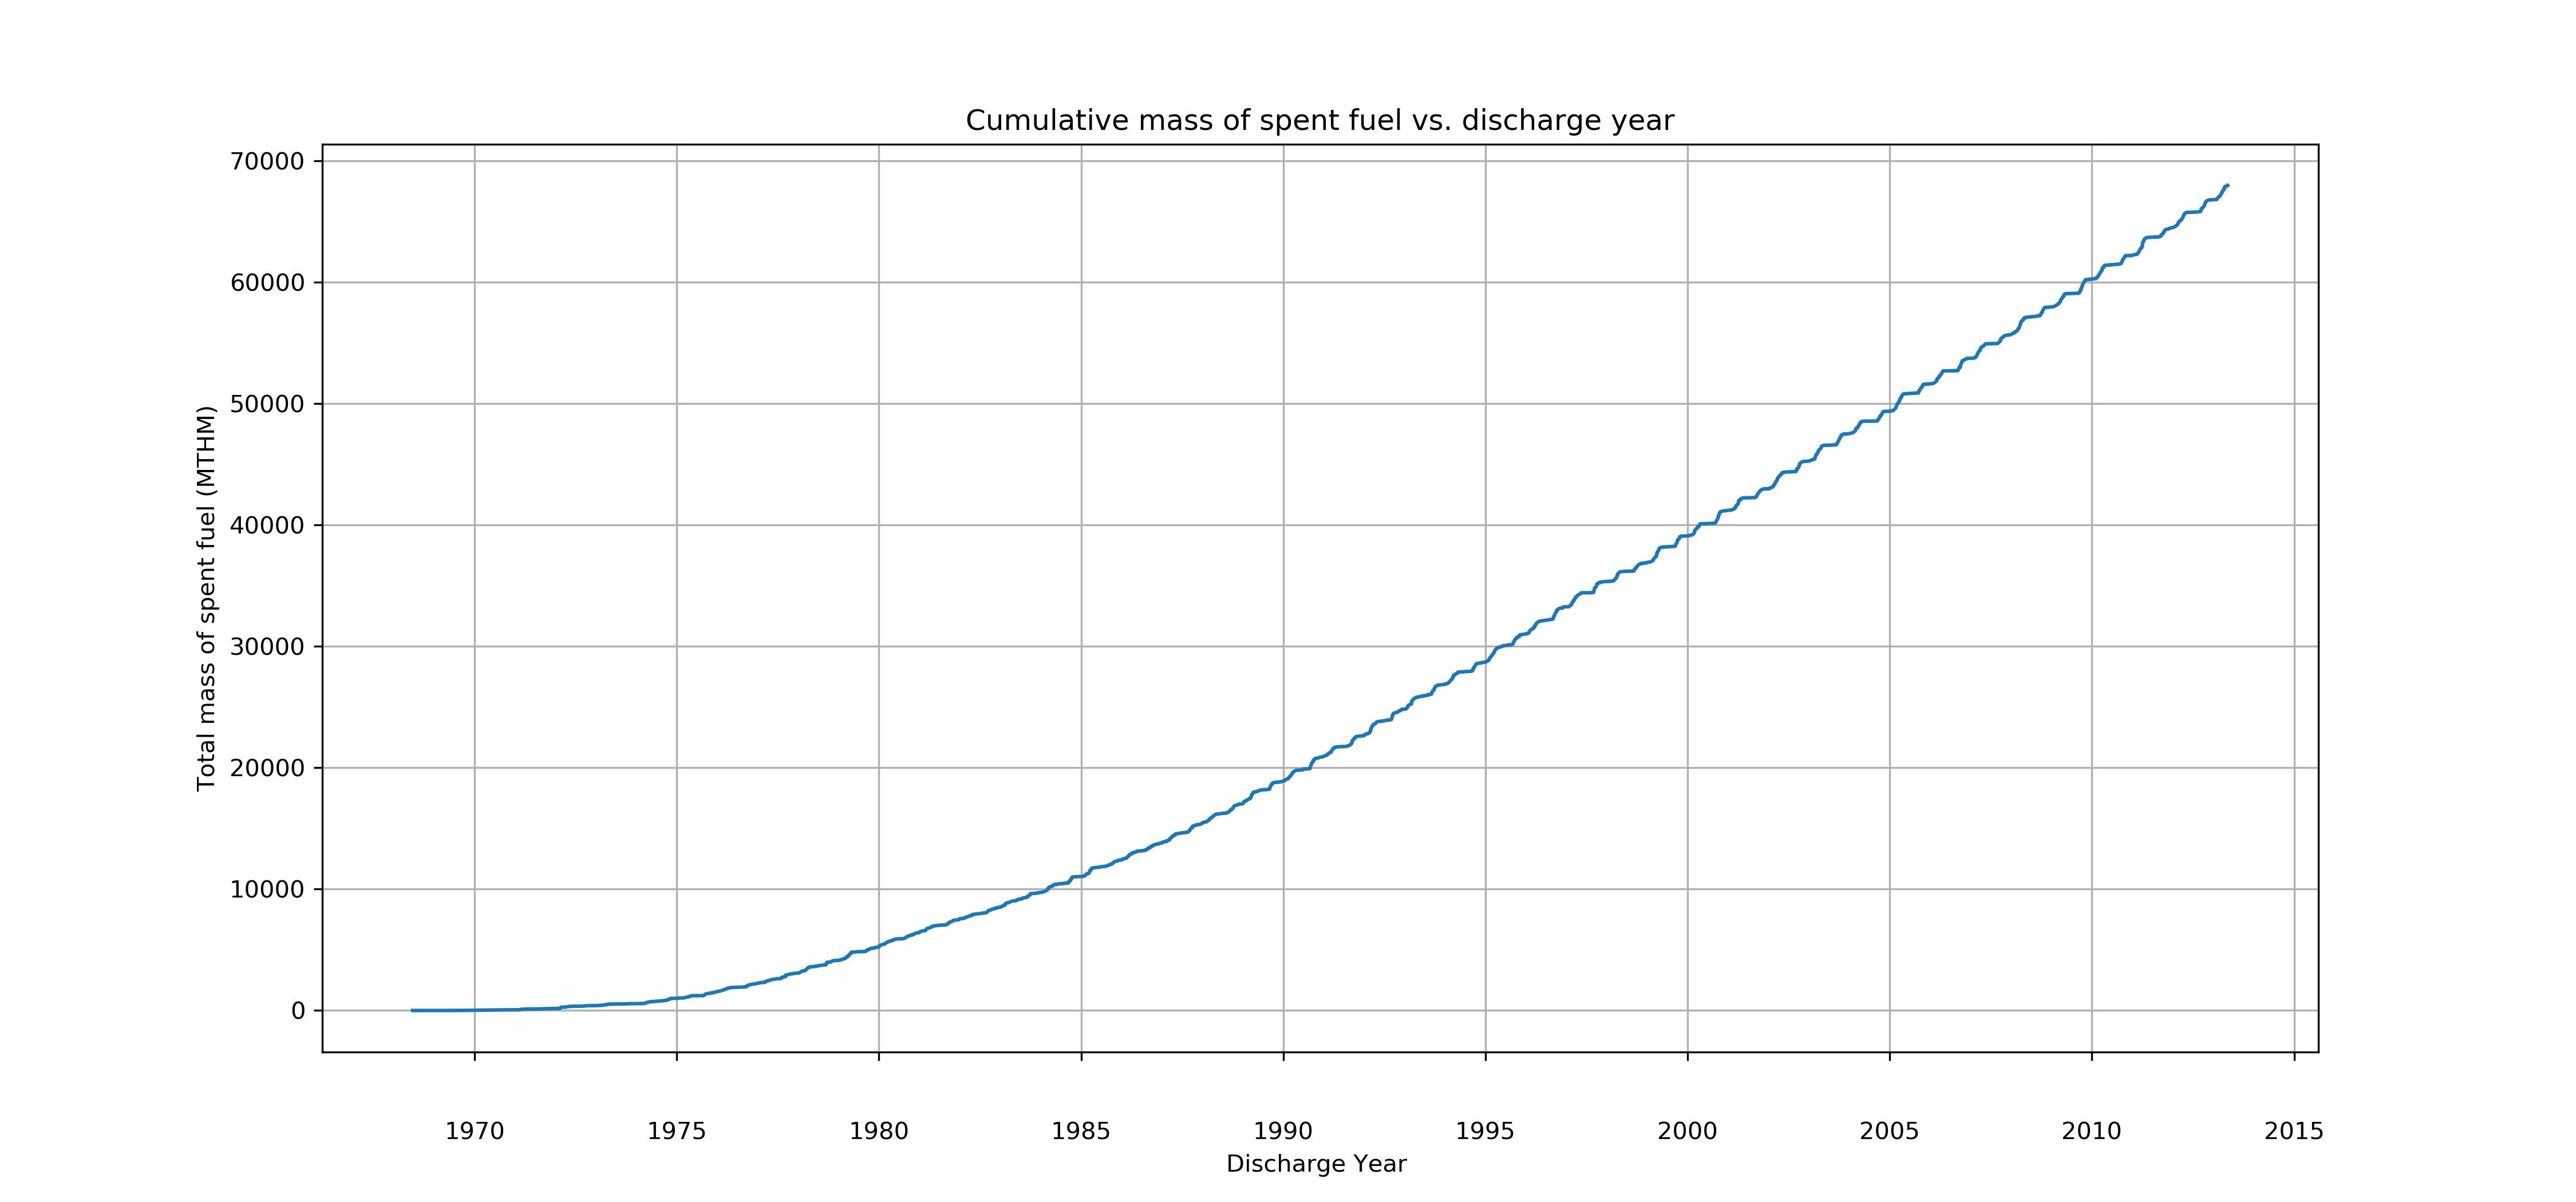 Cumulative mass of spent fuel vs. discharge year
70000
60000
50000
40000
30000
20000
10000
0
Total mass of spent fuel (MTHM)
1970 1975 1980 1985 1990 1995 2000 2005 2010 2015
Discharge Year